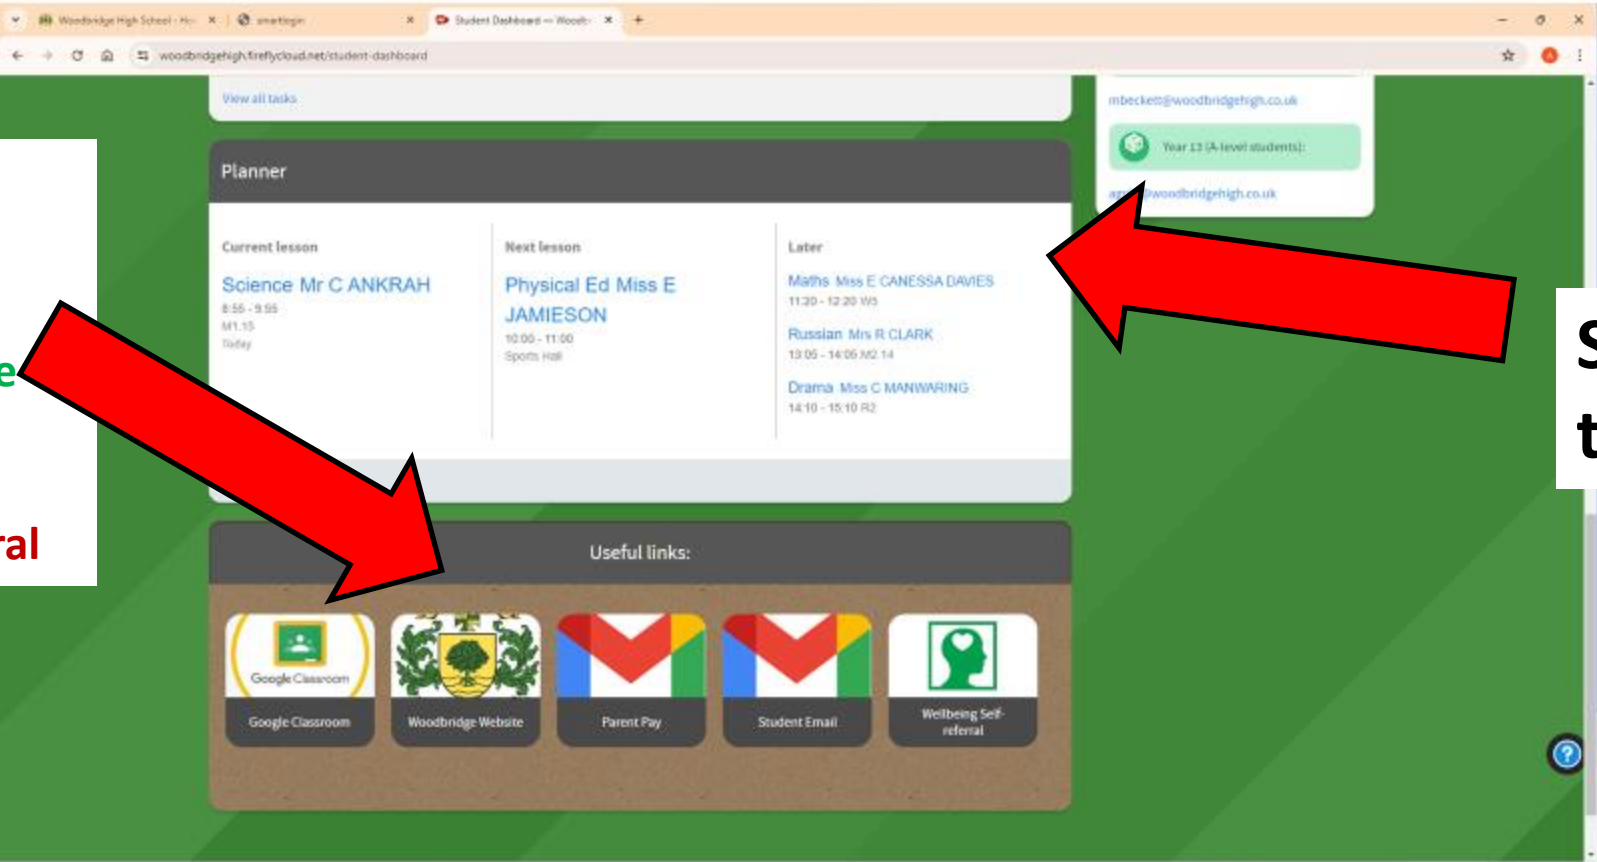 Woodbridge High School - Ho
smartlogin
Student Dashboard — Woodb
woodbridgehigh.fireflycloud.net/student-dashboard
View all tasks
mbeckett@woodbridgehigh.co.uk
Year 13 (A-level students):
@woodbridgehigh.co.uk
Planner
Current lesson
Science Mr C ANKRAH
8:55 - 9:55
M1.15
Today
Next lesson
Physical Ed Miss E
JAMIESON
10:00 - 11:00
Sports Hall
Later
Maths Miss E CANESSA DAVIES
11:20 - 12:20 W5
Russian Mrs R CLARK
13:05 - 14:05 M2.14
Drama Miss C MANWARING
14:10 - 15:10 R2
e
ral
S
t
Useful links:
Google Classroom
Google Classroom
Woodbridge Website
Parent Pay
Student Email
Wellbeing Self-
referral